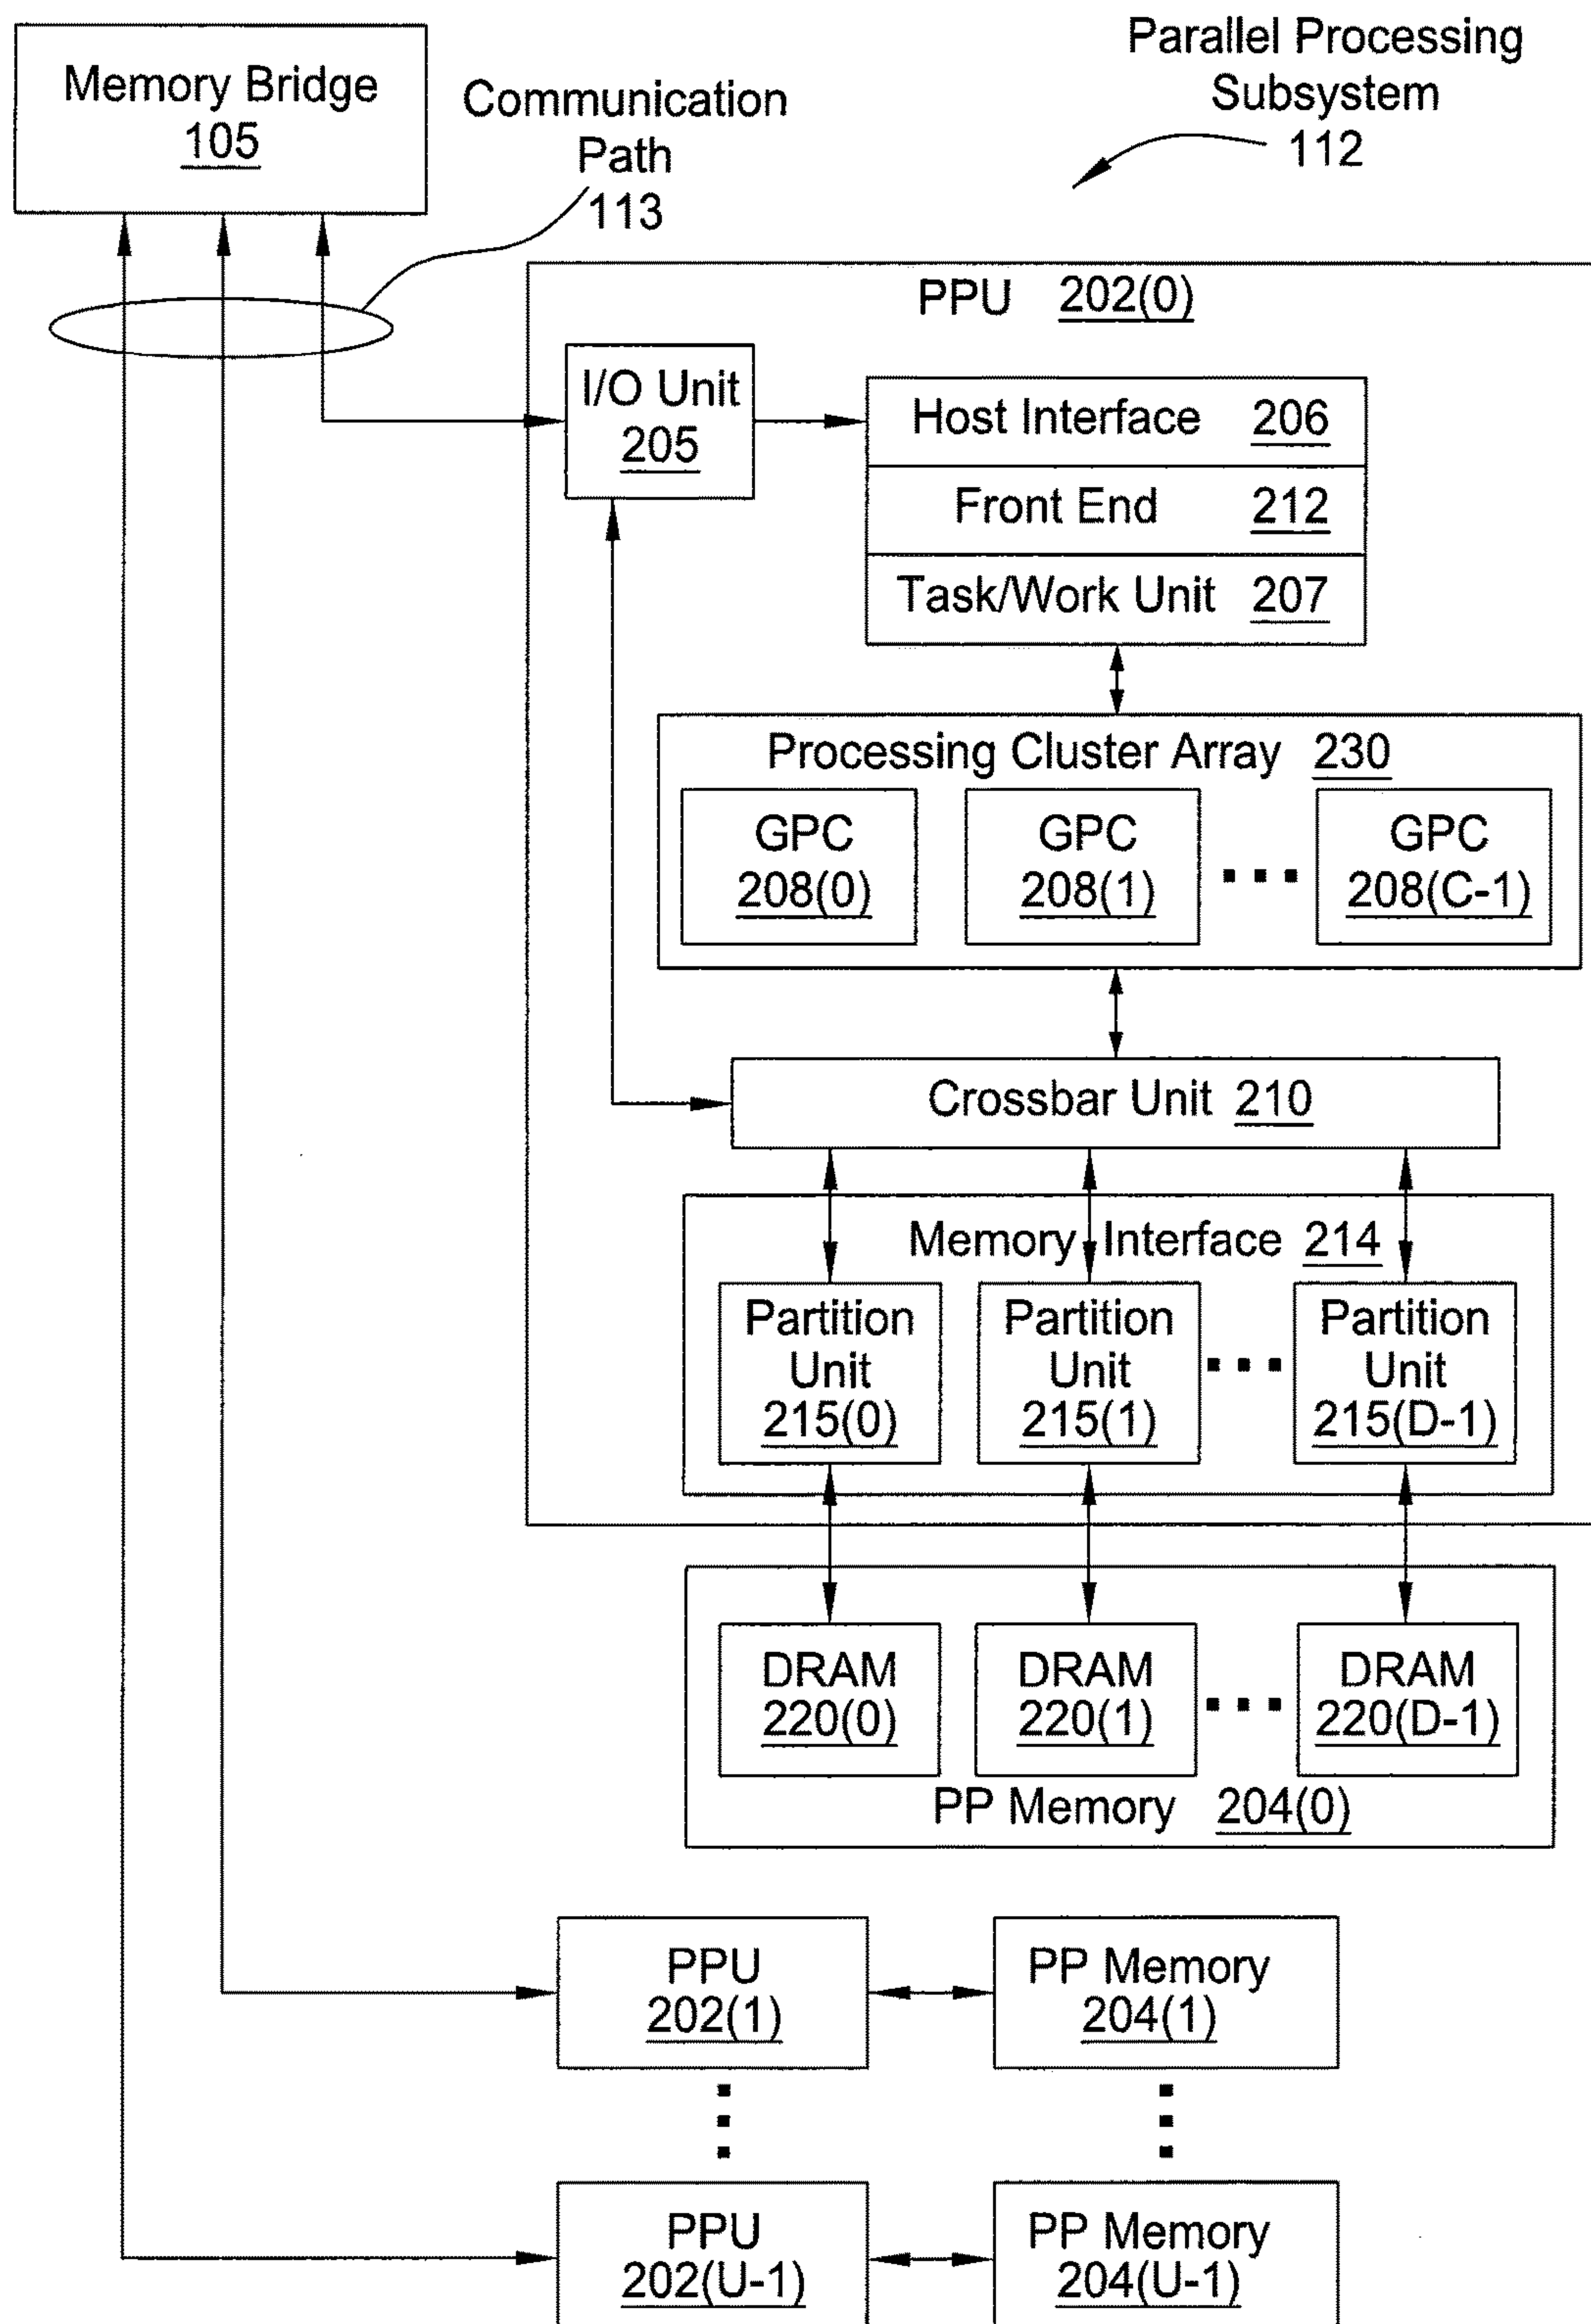 Memory Bridge
105
Communication
Path
113
Parallel Processing
Subsystem
112
PPU 202(0)
I/O Unit
205
Host Interface 206
Front End 212
Task/Work Unit 207
Processing Cluster Array 230
GPC
208(0)
GPC
208(1)
GPC
208(C-1)
Crossbar Unit 210
Memory Interface 214
Partition
Unit
215(0)
Partition
Unit
215(1)
Partition
Unit
215(D-1)
DRAM
220(0)
DRAM
220(1)
DRAM
220(D-1)
PP Memory 204(0)
PPU
202(1)
PP Memory
204(1)
PPU
202(U-1)
PP Memory
204(U-1)